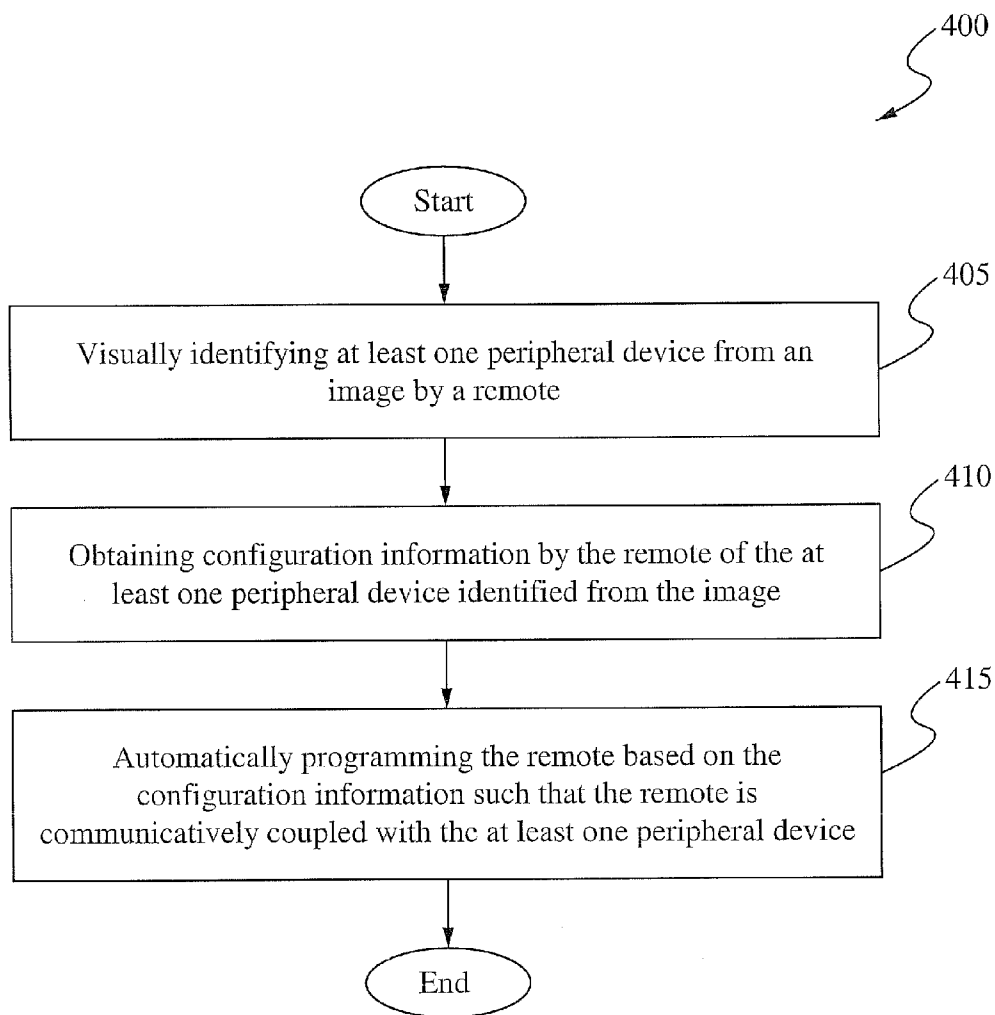 400
Start
405
Visually identifying at least one peripheral device from an
image by a remote
410
Obtaining configuration information by the remote of the at
least one peripheral device identified from the image
415
Automatically programming the remote based on the
configuration information such that the remote is
communicatively coupled with the at least one peripheral device
End